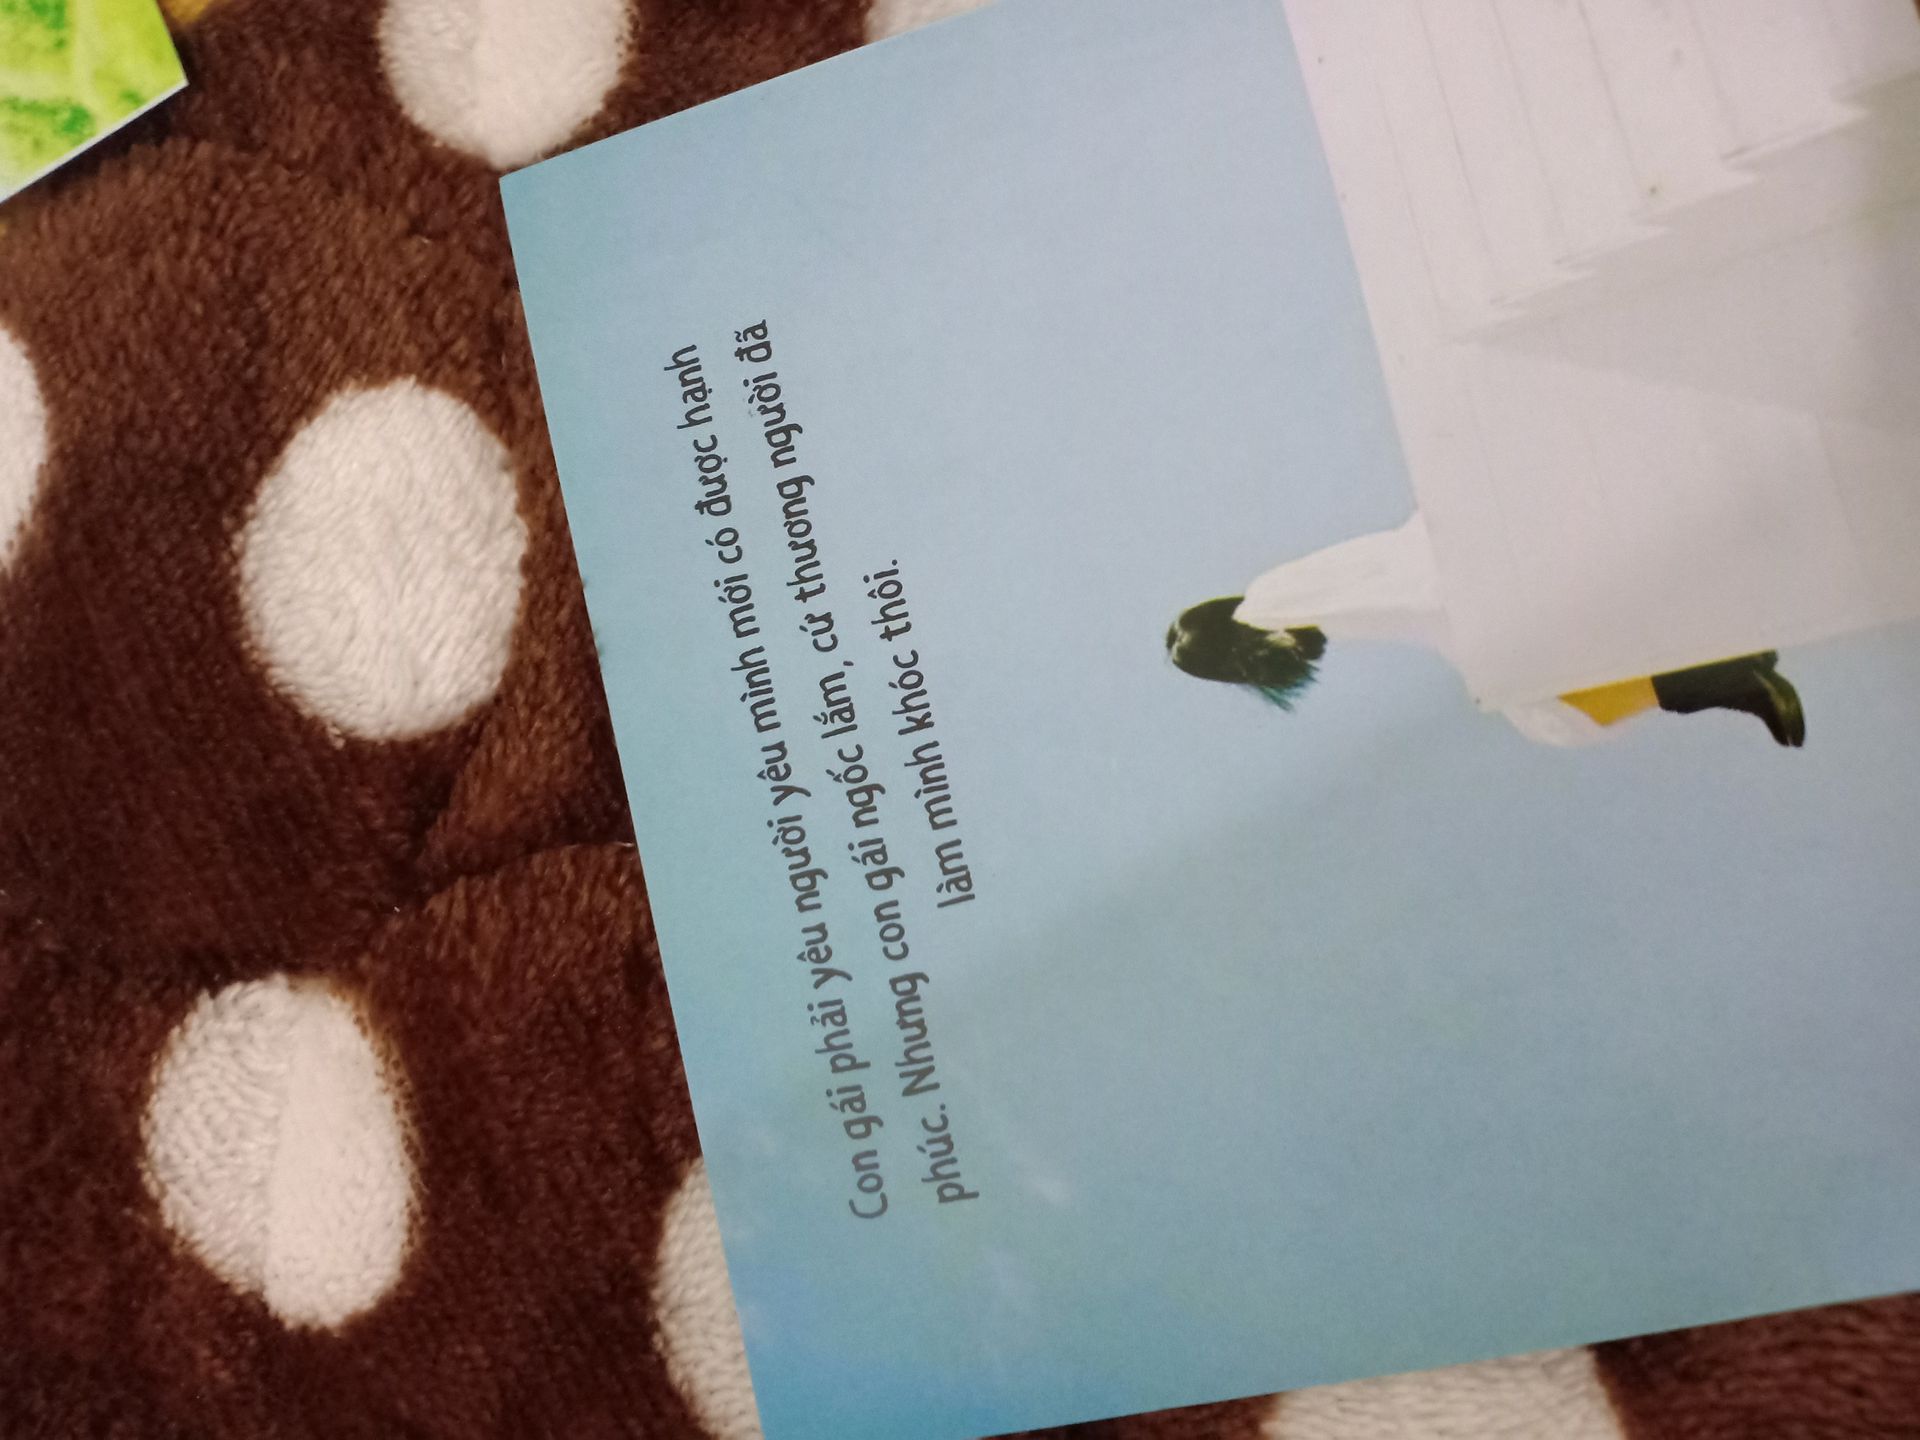 Con gái phải yêu người yêu mình mới có được hạnh
phúc. Nhưng con gái ngốc lắm, cứ thương người đã
làm mình khóc thôi.